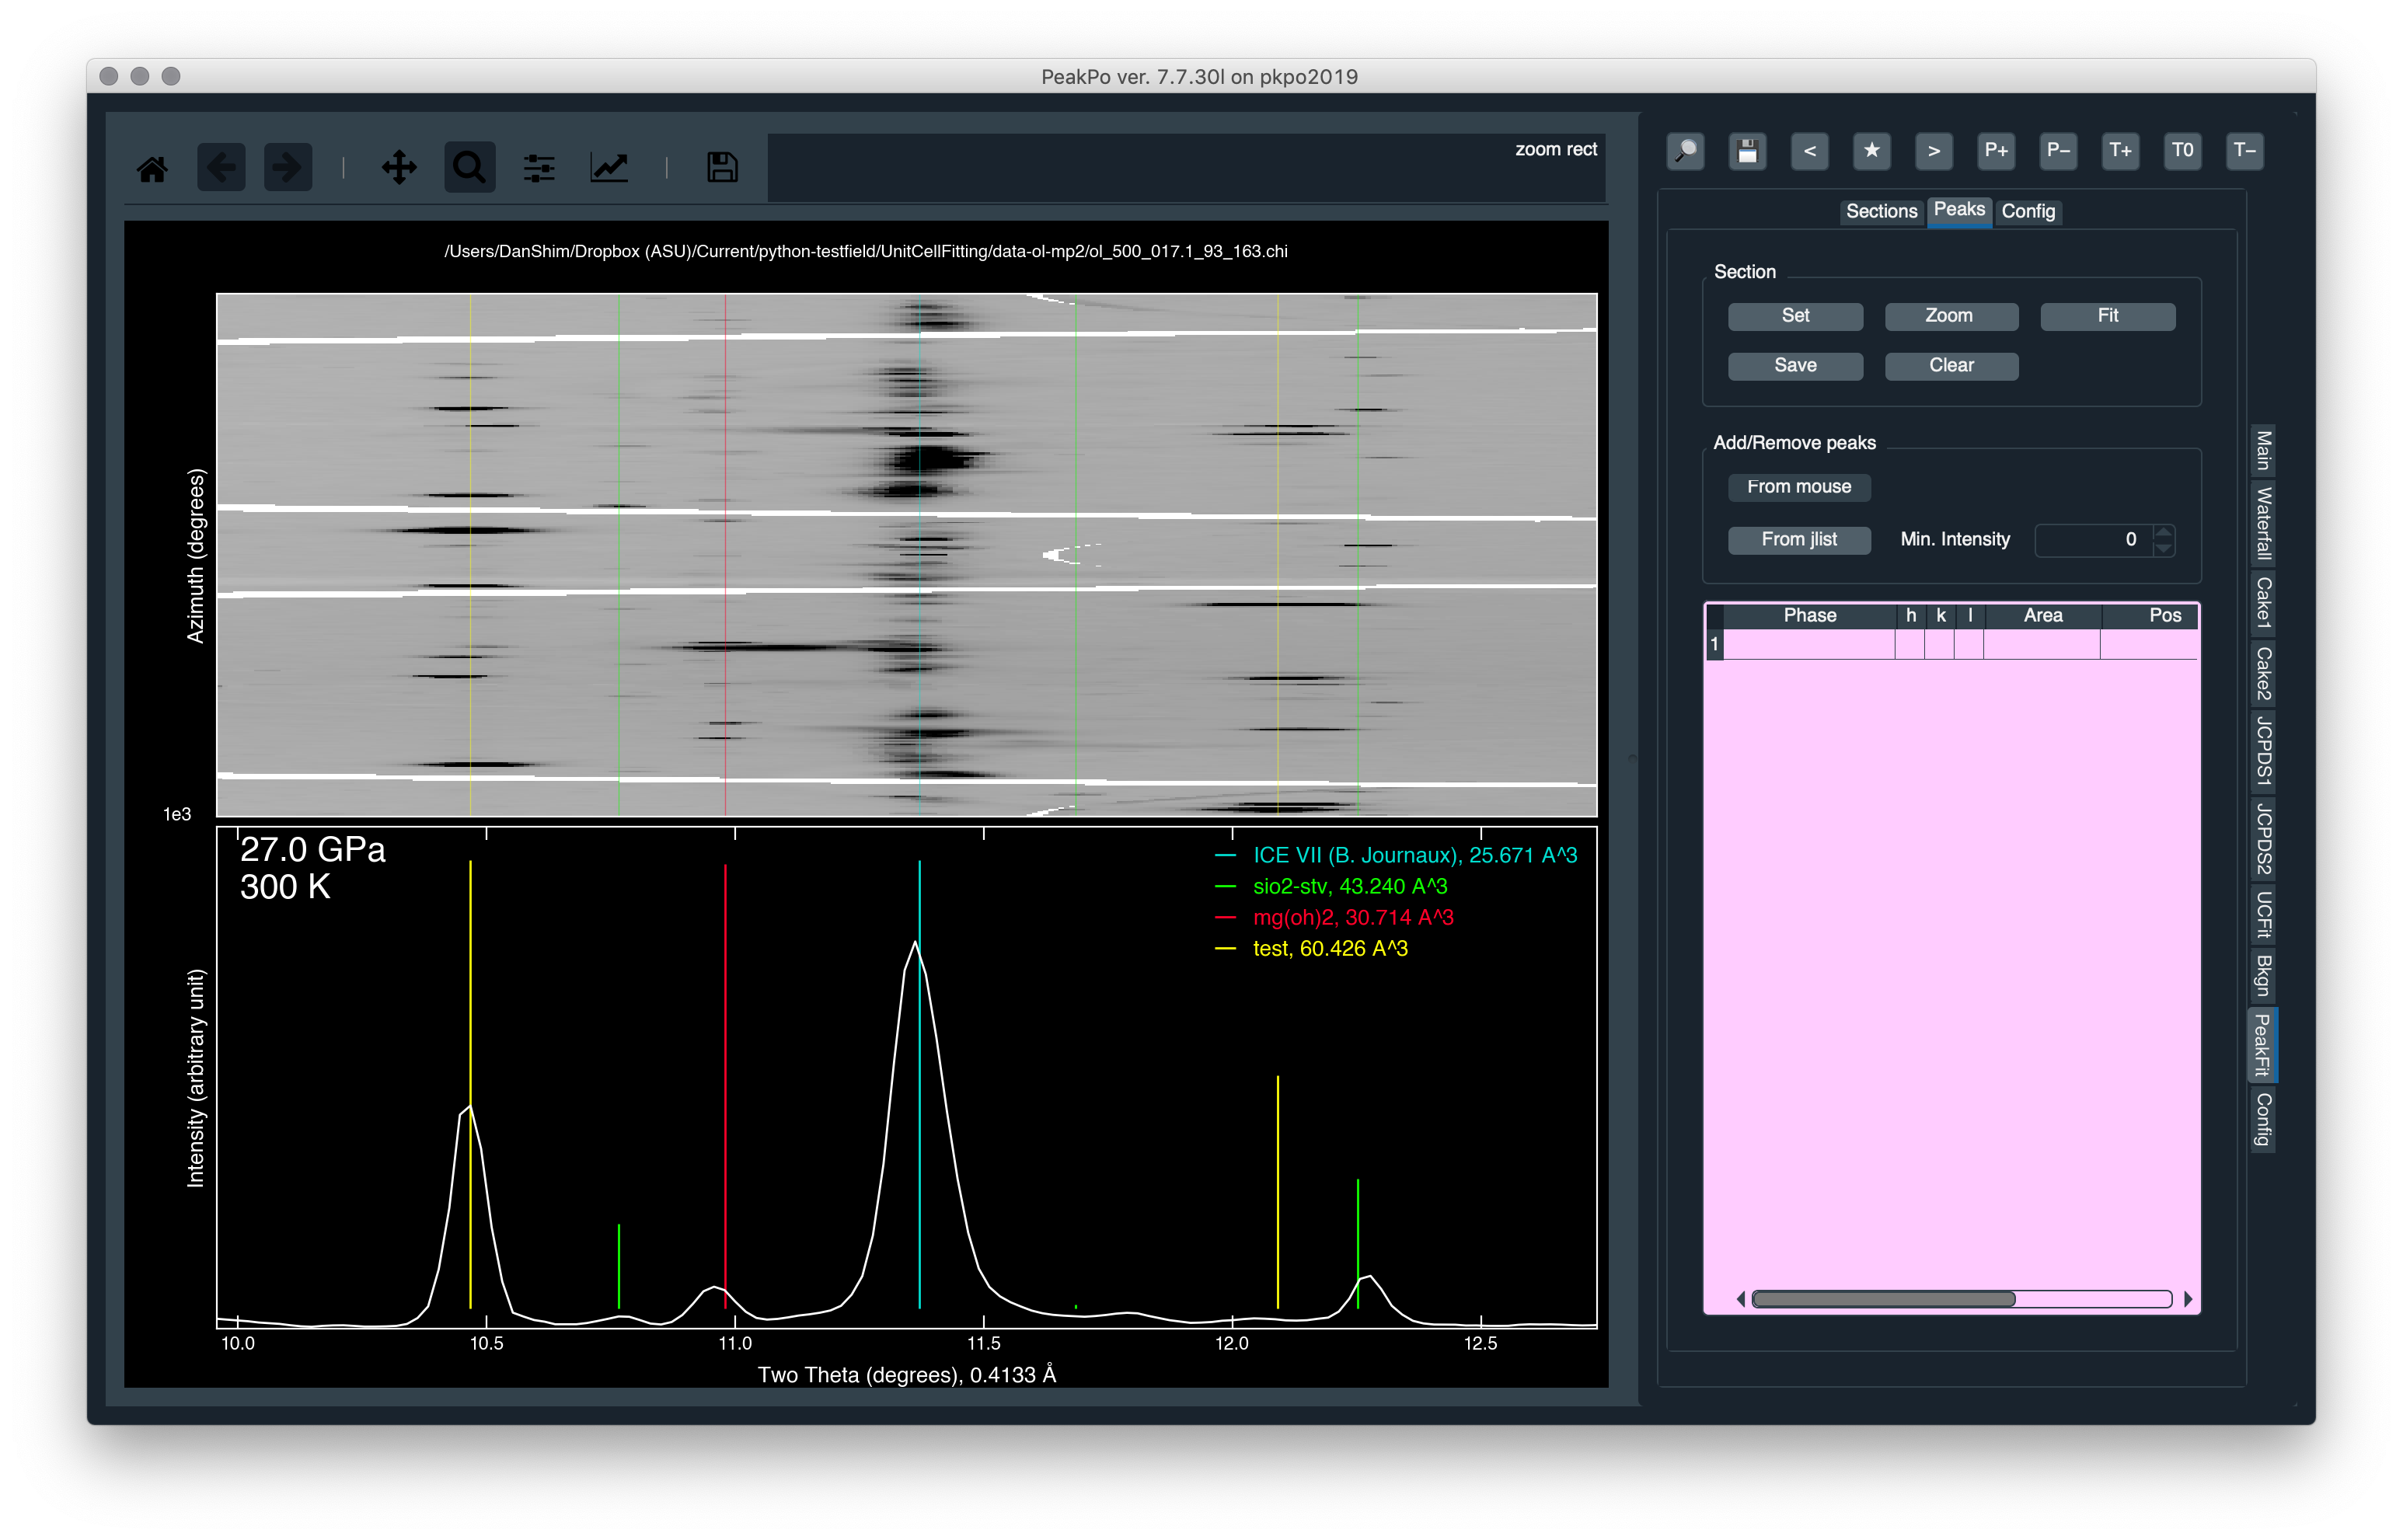 PeakPo ver. 7.7.30l on pkpo2019
zoom rect
< ★ > P+ P− T+ T0 T−
/Users/DanShim/Dropbox (ASU)/Current/python-testfield/UnitCellFitting/data-ol-mp2/ol_500_017.1_93_163.chi
Azimuth (degrees)
1e3
27.0 GPa
300 K
ICE VII (B. Journaux), 25.671 A^3
sio2-stv, 43.240 A^3
mg(oh)2, 30.714 A^3
test, 60.426 A^3
Intensity (arbitrary unit)
10.0 10.5 11.0 11.5 12.0 12.5
Two Theta (degrees), 0.4133 Å
Sections Peaks Config
Section
Set Zoom Fit
Save Clear
Add/Remove peaks
From mouse
From jlist Min. Intensity 0
Phase h k l Area Pos
1
Main
Waterfall
Cake1
Cake2
JCPDS1
JCPDS2
UCFit
Bkgn
PeakFit
Config